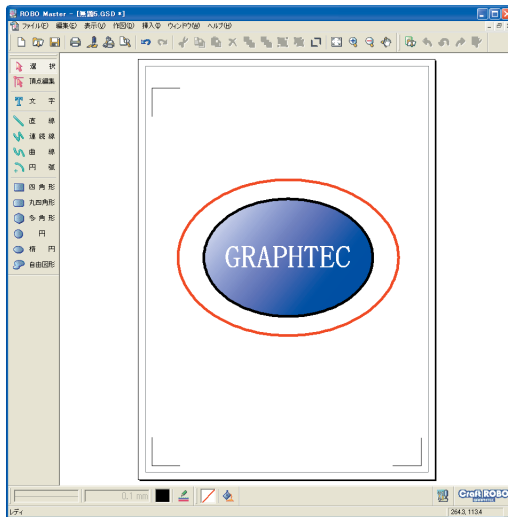 ROBO Master - [無題5.GSD *]
ファイル(F) 編集(E) 表示(V) 作図(D) 挿入(I) ウィンドウ(W) ヘルプ(H)
選択
頂点編集
文字
直線
連続線
曲線
円弧
四角形
丸四角形
多角形
円
楕円
自由図形
GRAPHTEC
0.1 mm
CraftROBO
レディ
264.3, 113.4